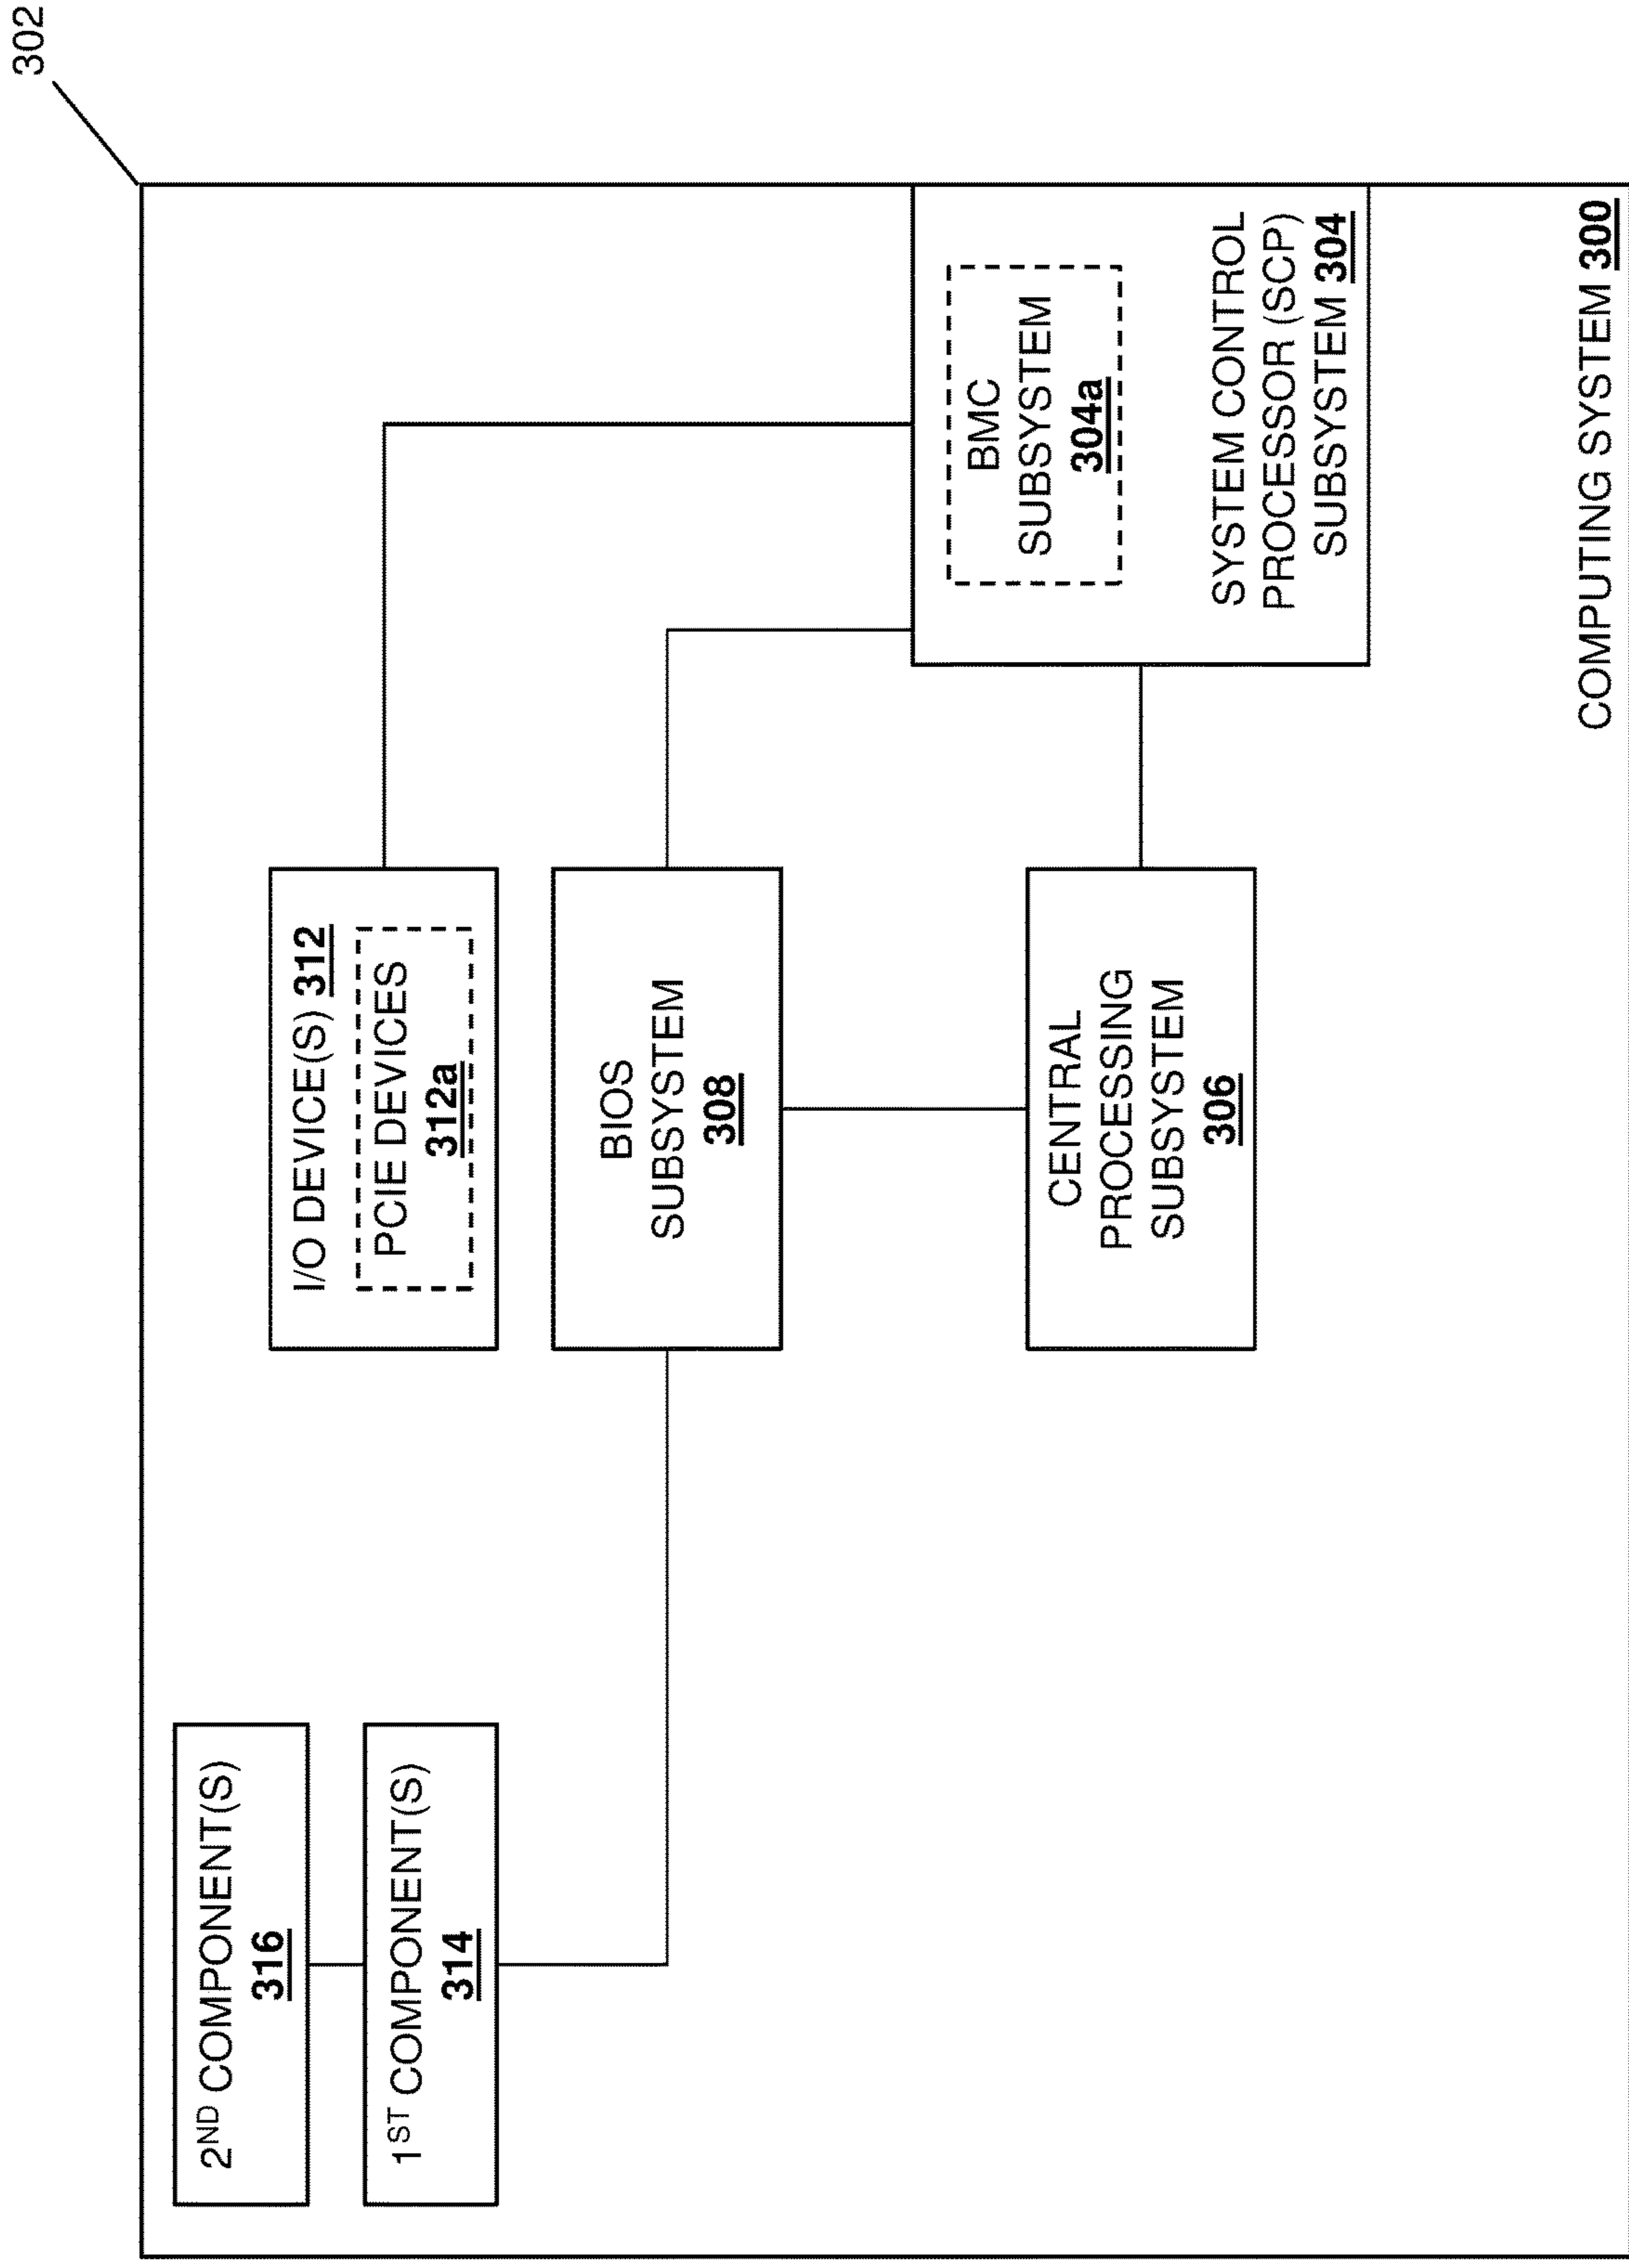 302
2ND COMPONENT(S)
316
1ST COMPONENT(S)
314
I/O DEVICE(S) 312
PCIE DEVICES
312a
BIOS
SUBSYSTEM
308
CENTRAL
PROCESSING
SUBSYSTEM
306
BMC
SUBSYSTEM
304a
SYSTEM CONTROL
PROCESSOR (SCP)
SUBSYSTEM 304
COMPUTING SYSTEM 300